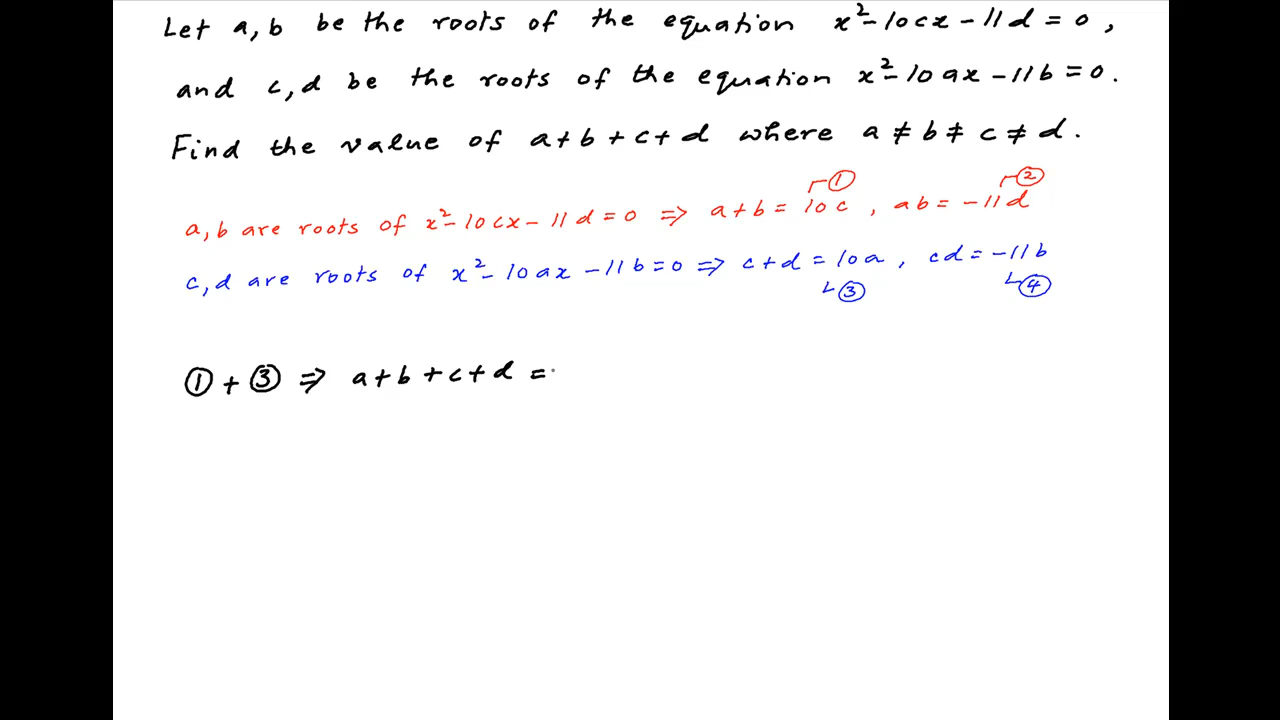 Let a, b be the roots of the equation x²-10cx-11d=0,
and c, d be the roots of the equation x²-10ax-11b=0.
Find the value of a+b+c+d where a≠b≠c≠d.
a, b are roots of x²-10cx-11d=0 ⇒ a+b=10c ①, ab=-11d ②
c, d are roots of x²-10ax-11b=0 ⇒ c+d=10a, cd=-11b
③ ④
①+③ ⇒ a+b+c+d =